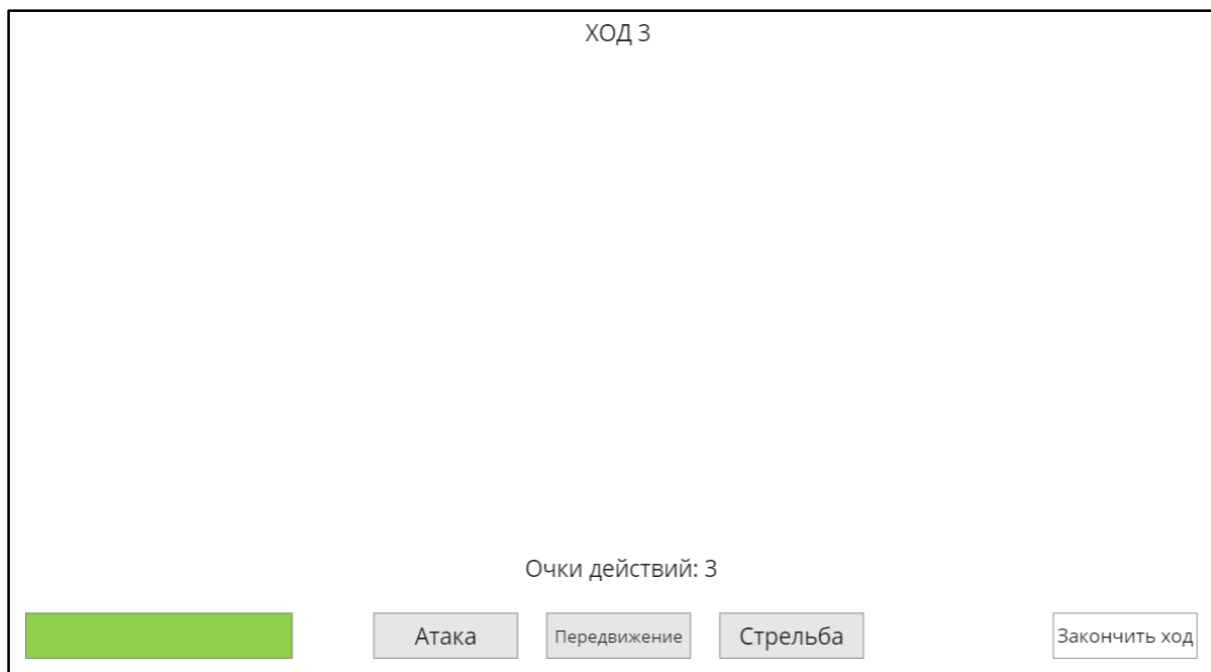 ХОД 3
Очки действий: 3
Атака
Передвижение
Стрельба
Закончить ход